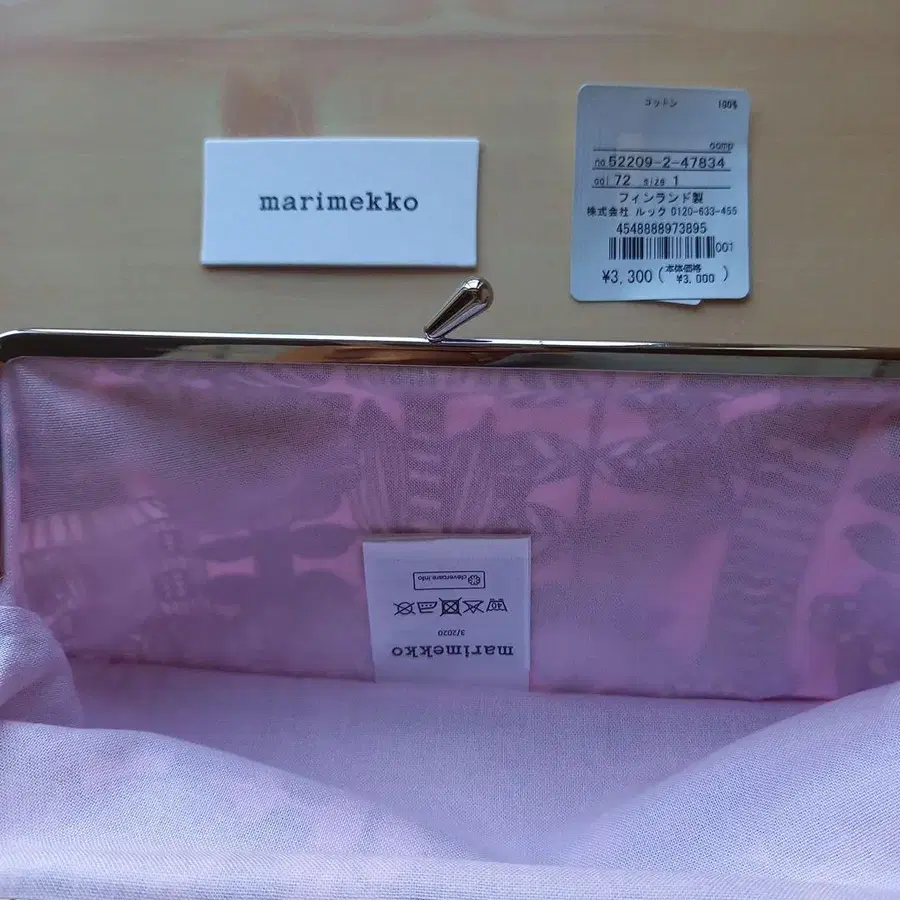 marimekko
コットン 100%
comp
no 52209-2-47834
col 72 size 1
フィンランド製
株式会社 ルック 0120-633-455
4548888973895
001
¥3,300 (本体価格 ¥3,000)
clevercare.info
40
3/2020
marimekko